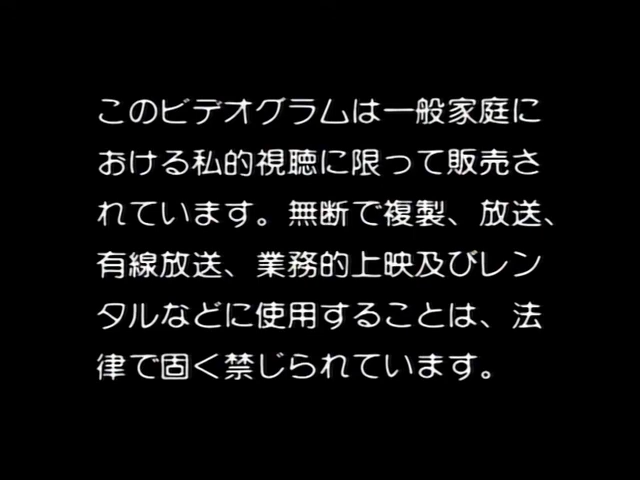 このビデオグラムは一般家庭に
おける私的視聴に限って販売さ
れています。無断で複製、放送、
有線放送、業務的上映及びレン
タルなどに使用することは、法
律で固く禁じられています。